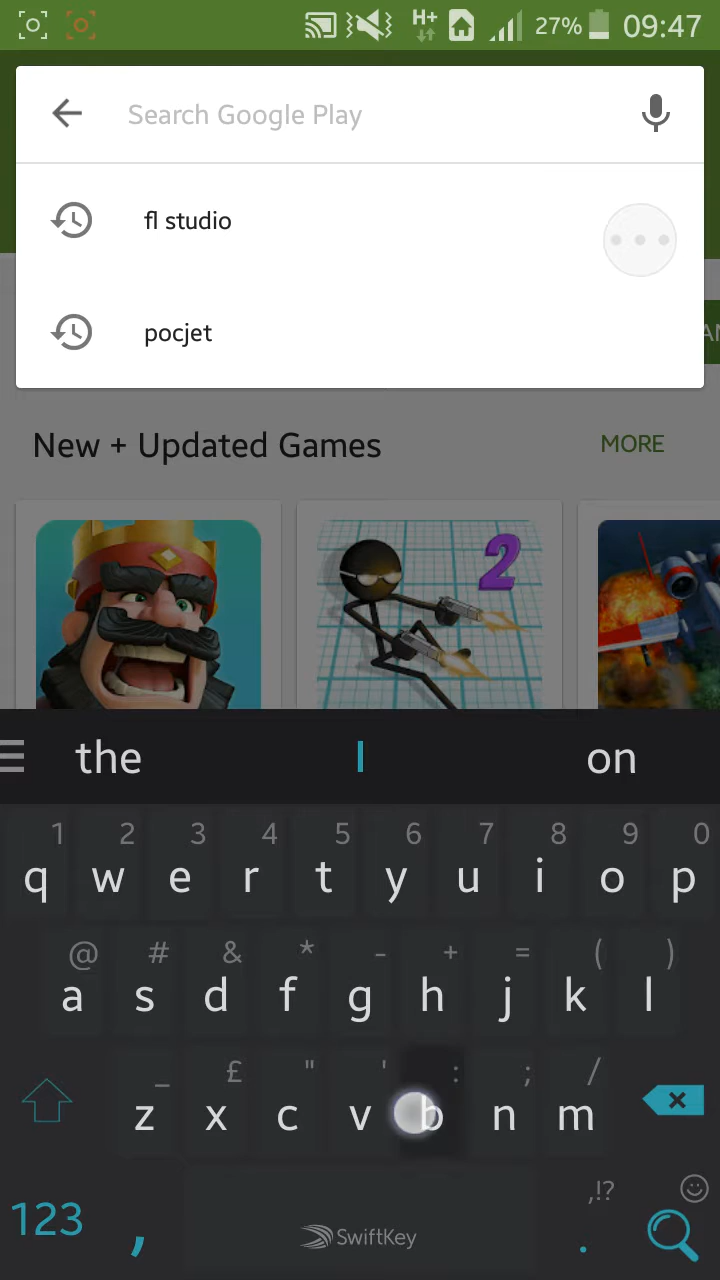 H+ 27% 09:47
Search Google Play
fl studio
pocjet
New + Updated Games
MORE
2
the I on
1 2 3 4 5 6 7 8 9 0
q w e r t y u i o p
@ # & * - + = ( )
a s d f g h j k l
_ £ " ' : ; /
z x c v b n m
,!?
123 , SwiftKey .